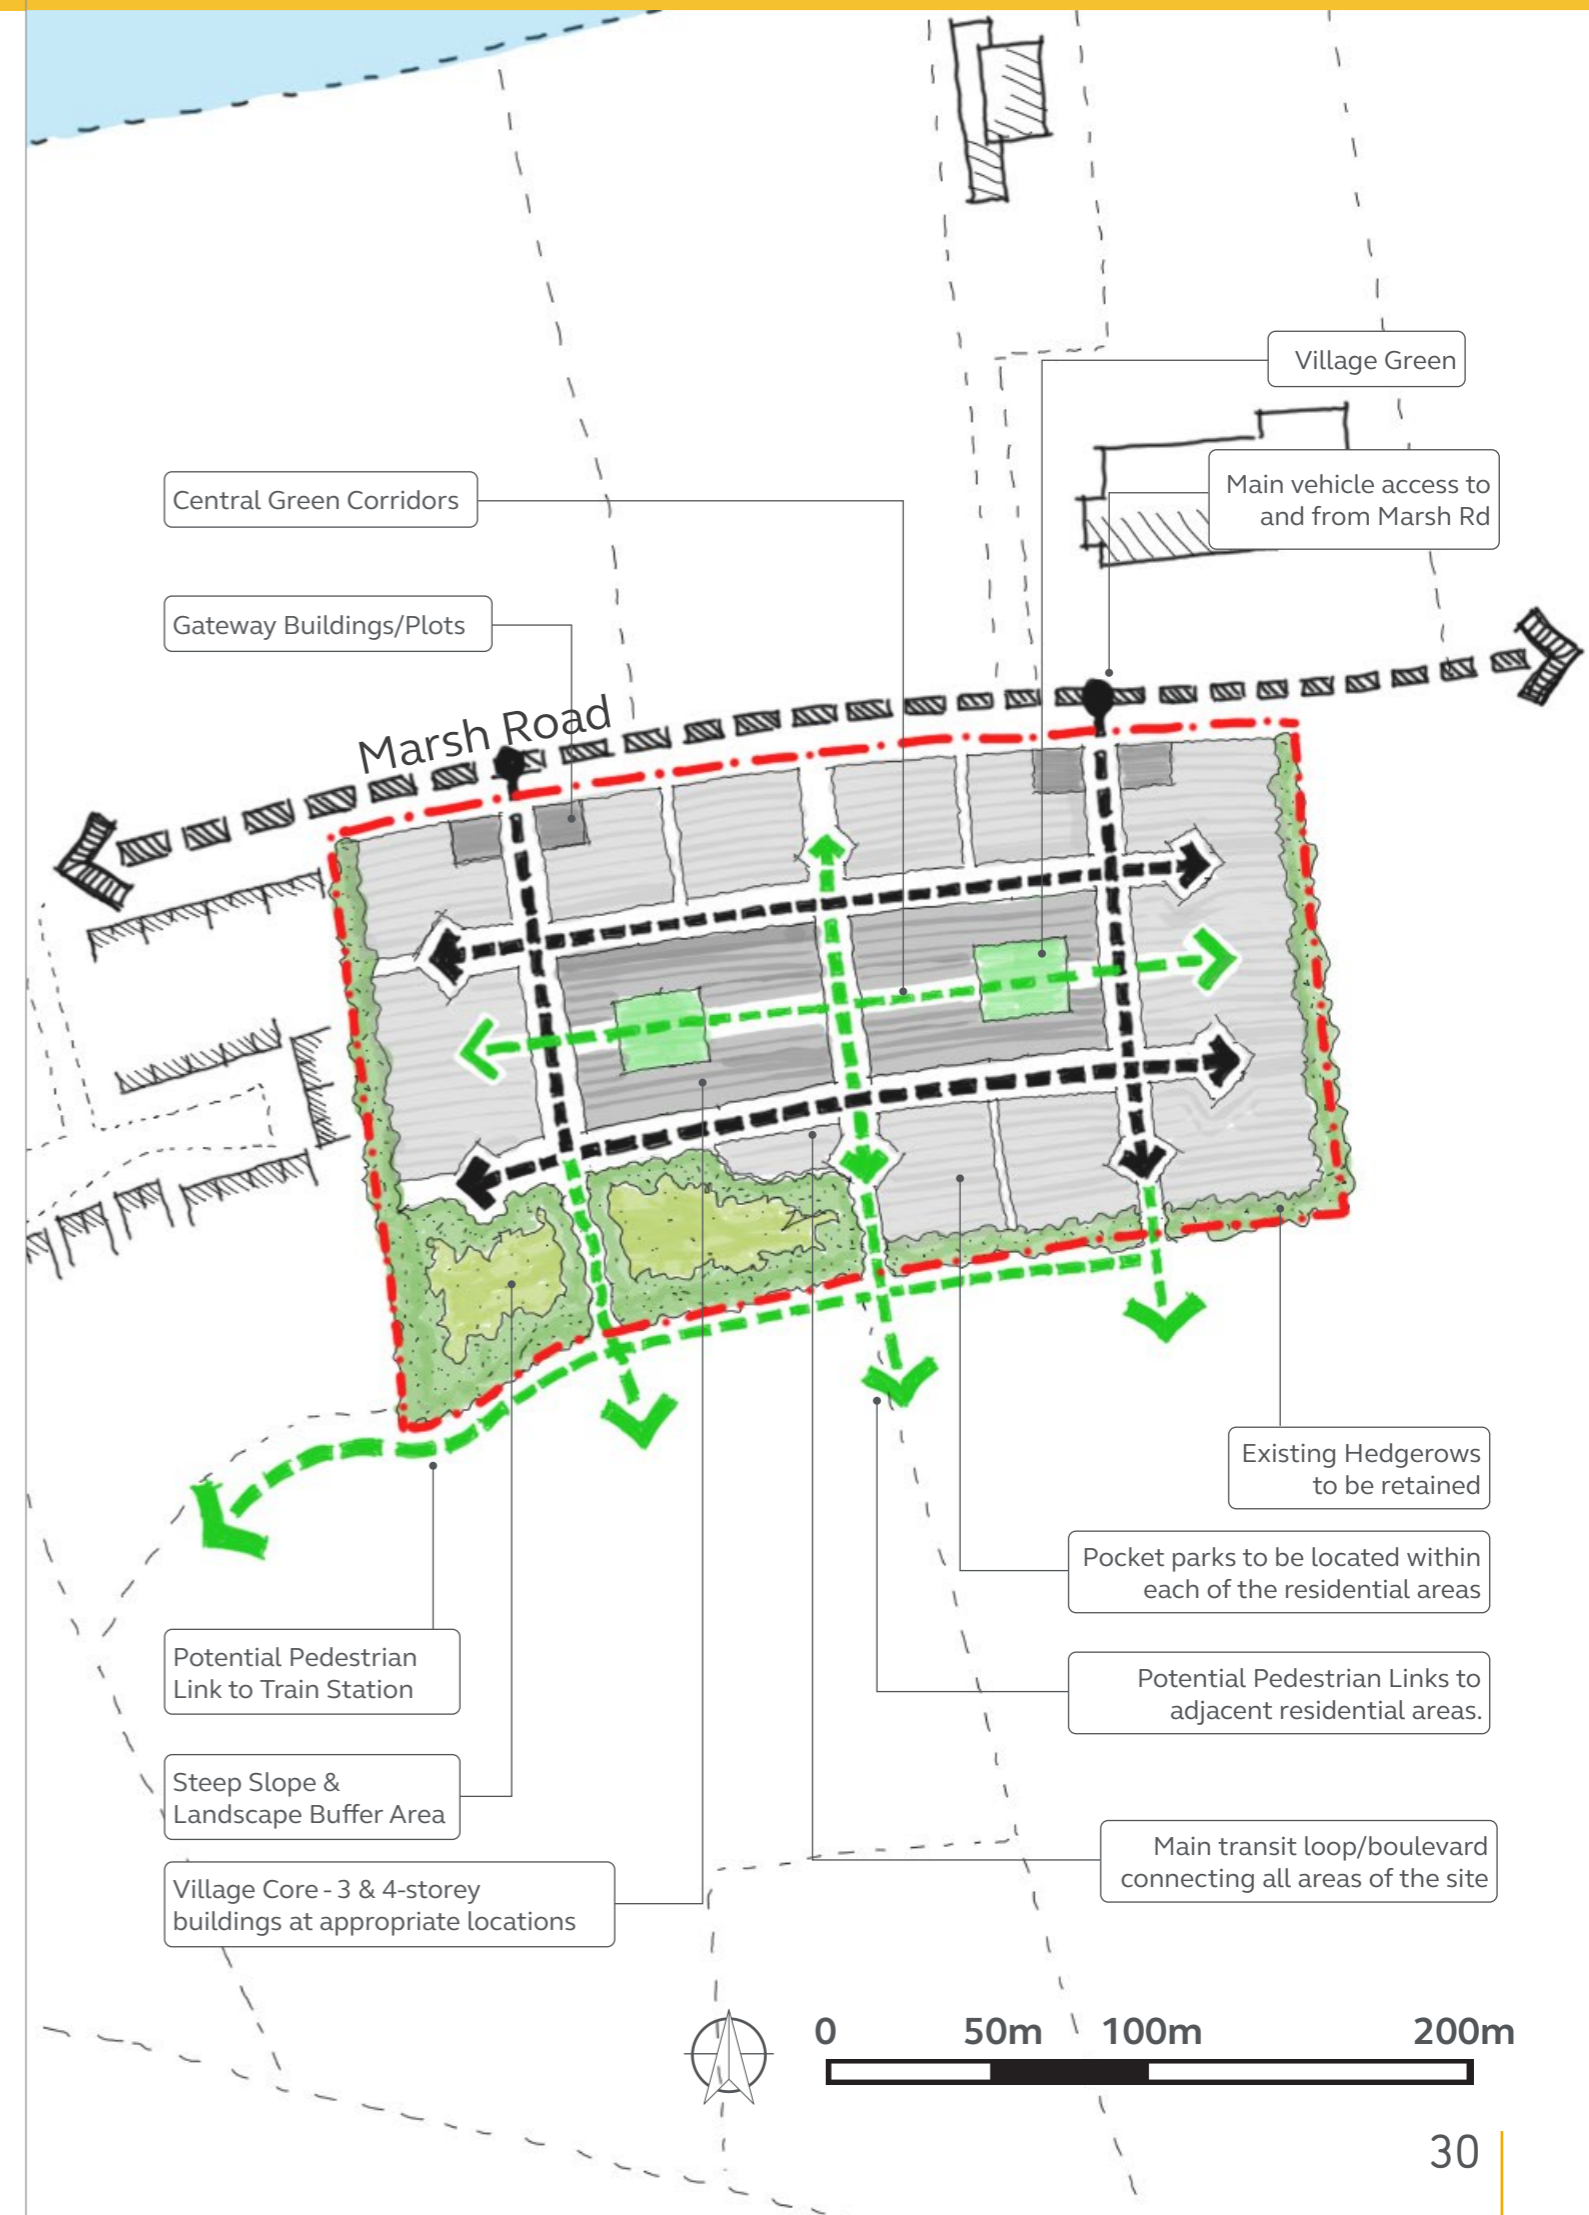 Village Green
Main vehicle access to
and from Marsh Rd
Central Green Corridors
Gateway Buildings/Plots
Marsh Road
Existing Hedgerows
to be retained
Pocket parks to be located within
each of the residential areas
Potential Pedestrian
Link to Train Station
Potential Pedestrian Links to
adjacent residential areas.
Steep Slope &
Landscape Buffer Area
Main transit loop/boulevard
connecting all areas of the site
Village Core - 3 & 4-storey
buildings at appropriate locations
0 50m 100m 200m
30